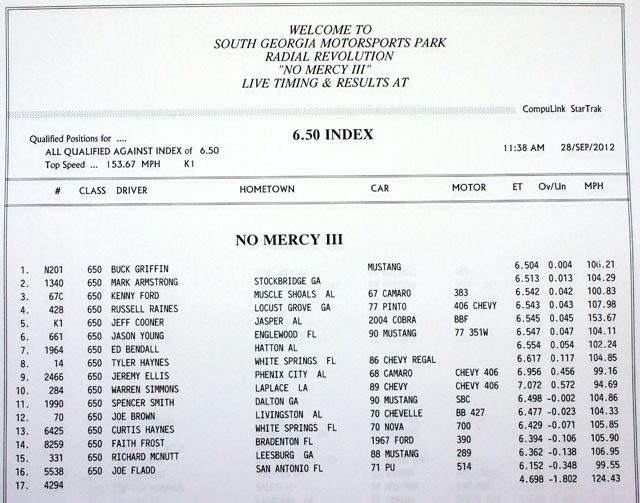 WELCOME TO
SOUTH GEORGIA MOTORSPORTS PARK
RADIAL REVOLUTION
"NO MERCY III"
LIVE TIMING & RESULTS AT
CompuLink StarTrak
6.50 INDEX
Qualified Positions for ....
ALL QUALIFIED AGAINST INDEX of 6.50
Top Speed ... 153.67 MPH K1
11:38 AM 28/SEP/2012
# CLASS DRIVER HOMETOWN CAR MOTOR ET Ov/Un MPH
NO MERCY III
1. N201 650 BUCK GRIFFIN MUSTANG 6.504 0.004 106.21
2. 1340 650 MARK ARMSTRONG STOCKBRIDGE GA 6.513 0.013 104.29
3. 67C 650 KENNY FORD MUSCLE SHOALS AL 67 CAMARO 383 6.542 0.042 100.83
4. 428 650 RUSSELL RAINES LOCUST GROVE GA 77 PINTO 406 CHEVY 6.543 0.043 107.98
5. K1 650 JEFF COONER JASPER AL 2004 COBRA BBF 6.545 0.045 153.67
6. 661 650 JASON YOUNG ENGLEWOOD FL 90 MUSTANG 77 351W 6.547 0.047 104.11
7. 1964 650 ED BENDALL HATTON AL 6.554 0.054 102.24
8. 14 650 TYLER HAYNES WHITE SPRINGS FL 86 CHEVY REGAL 6.617 0.117 104.85
9. 2466 650 JEREMY ELLIS PHENIX CITY AL 68 CAMARO CHEVY 406 6.956 0.456 99.16
10. 284 650 WARREN SIMMONS LAPLACE LA 89 CHEVY CHEVY 406 7.072 0.572 94.69
11. 1990 650 SPENCER SMITH DALTON GA 90 MUSTANG SBC 6.498 -0.002 104.86
12. 70 650 JOE BROWN LIVINGSTON AL 70 CHEVELLE BB 427 6.477 -0.023 104.33
13. 6425 650 CURTIS HAYNES WHITE SPRINGS FL 70 NOVA 700 6.429 -0.071 105.85
14. 8259 650 FAITH FROST BRADENTON FL 1967 FORD 390 6.394 -0.106 105.90
15. 331 650 RICHARD MCNUTT LEESBURG GA 88 MUSTANG 289 6.362 -0.138 106.95
16. 5538 650 JOE FLADD SAN ANTONIO FL 71 PU 514 6.152 -0.348 99.55
17. 4294 4.698 -1.802 124.43